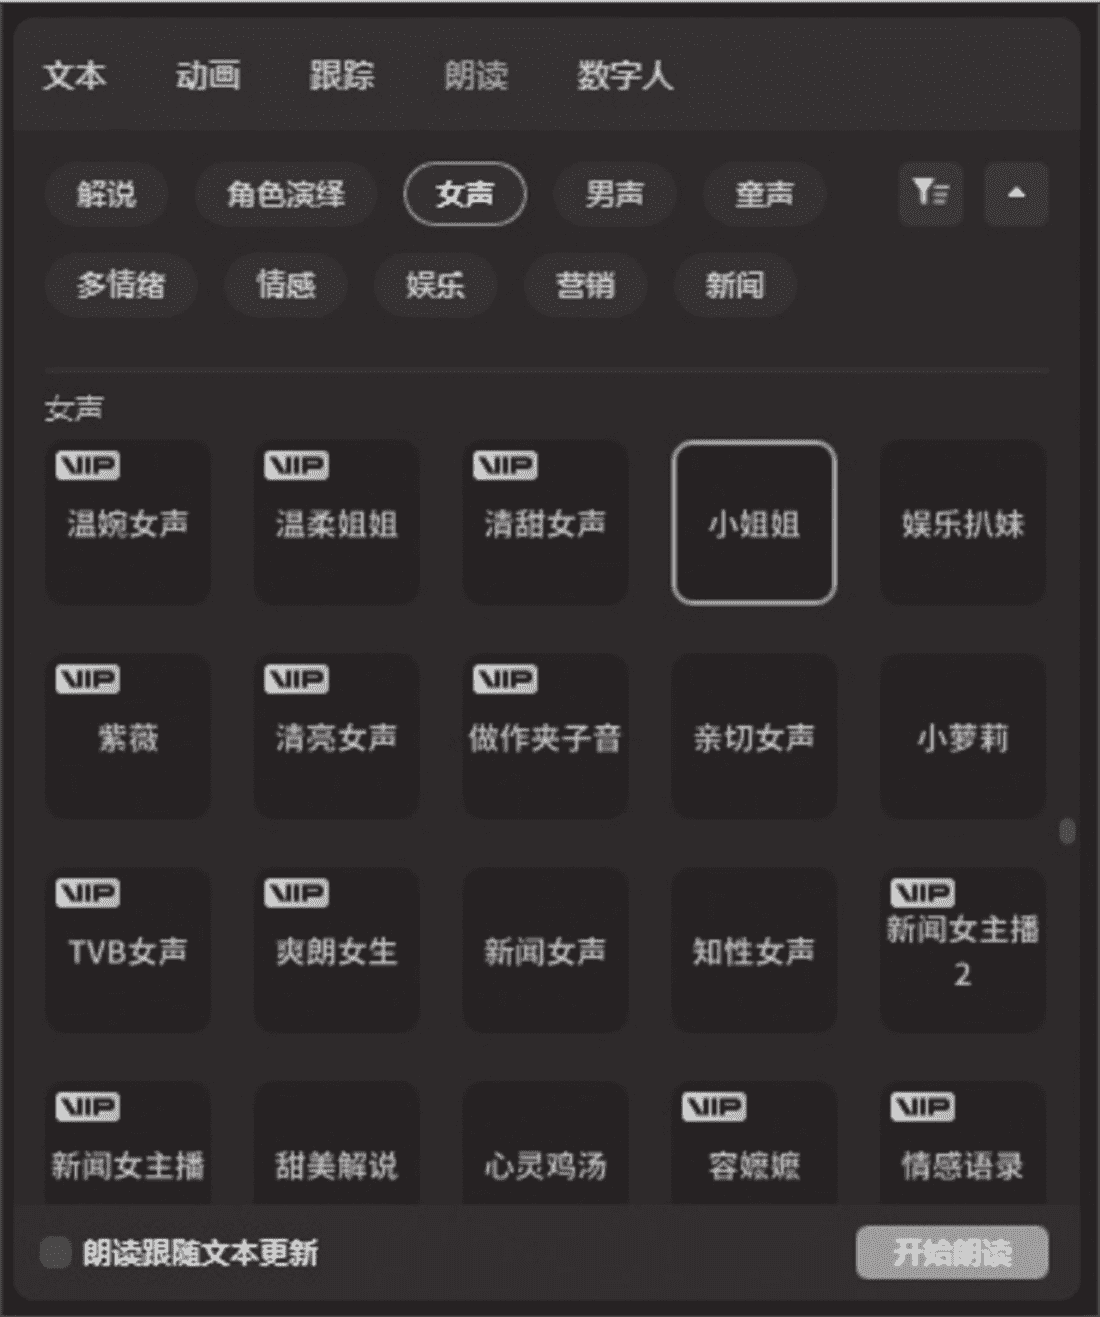 文本 动画 跟踪 朗读 数字人
解说 角色演绎 女声 男声 童声
多情绪 情感 娱乐 营销 新闻
女声
VIP VIP VIP
温婉女声 温柔姐姐 清甜女声 小姐姐 娱乐扒妹
VIP VIP VIP
紫薇 清亮女声 做作夹子音 亲切女声 小萝莉
VIP VIP VIP
TVB女声 爽朗女生 新闻女声 知性女声 新闻女主播
2
VIP VIP VIP
新闻女主播 甜美解说 心灵鸡汤 容嬷嬷 情感语录
朗读跟随文本更新 开始朗读